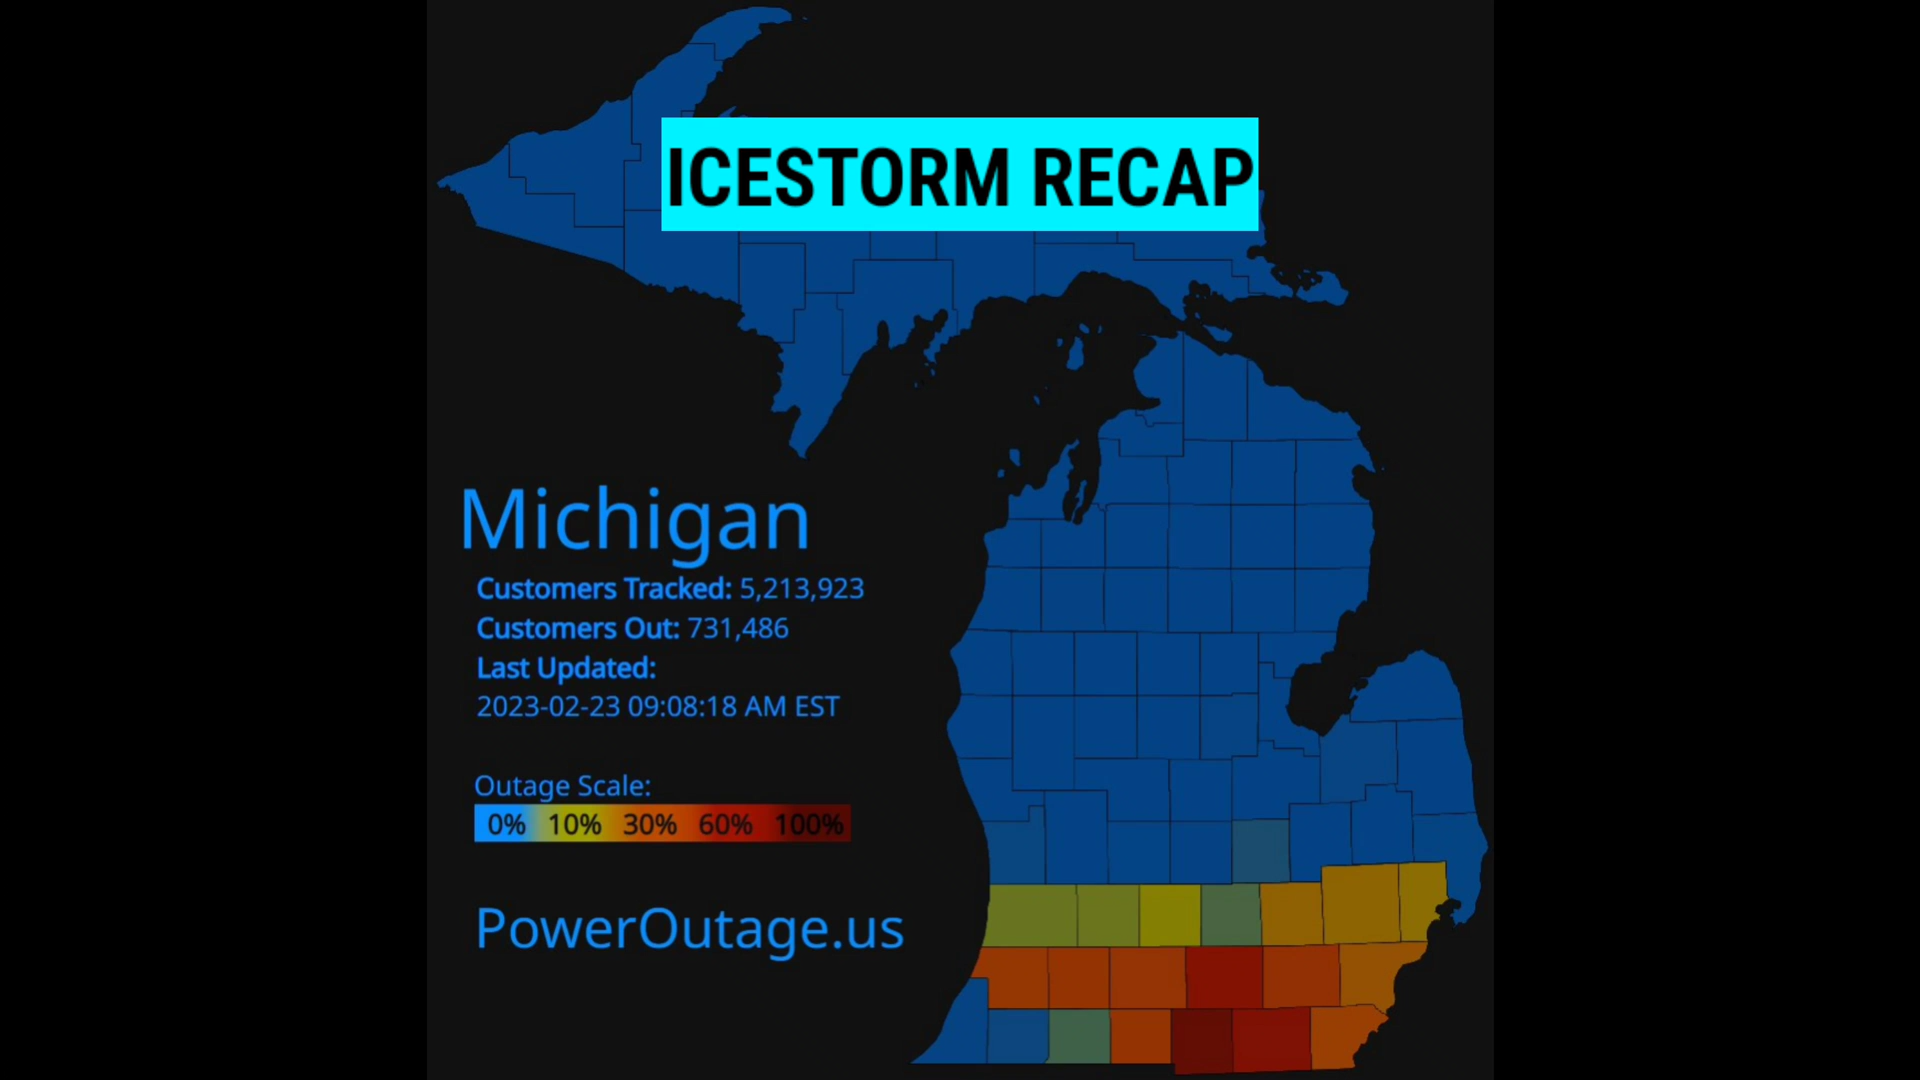 ICESTORM RECAP
Michigan
Customers Tracked: 5,213,923
Customers Out: 731,486
Last Updated:
2023-02-23 09:08:18 AM EST
Outage Scale:
0% 10% 30% 60% 100%
PowerOutage.us